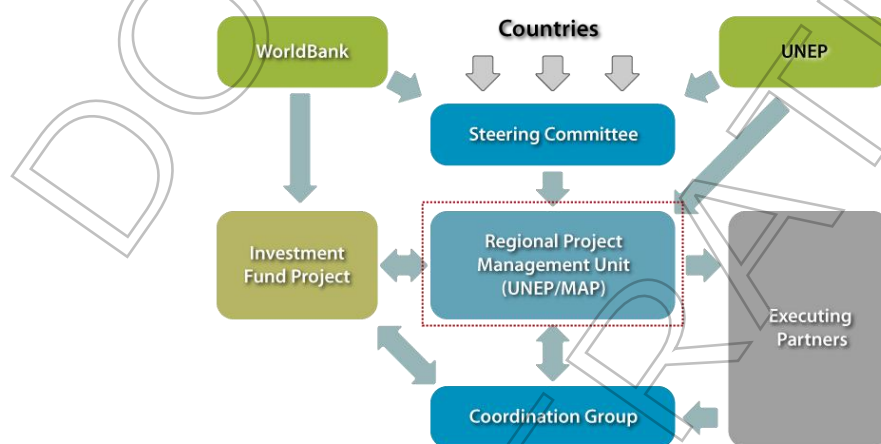 Countries
WorldBank
UNEP
Steering Committee
Investment
Fund Project
Regional Project
Management Unit
(UNEP/MAP)
Executing
Partners
Coordination Group